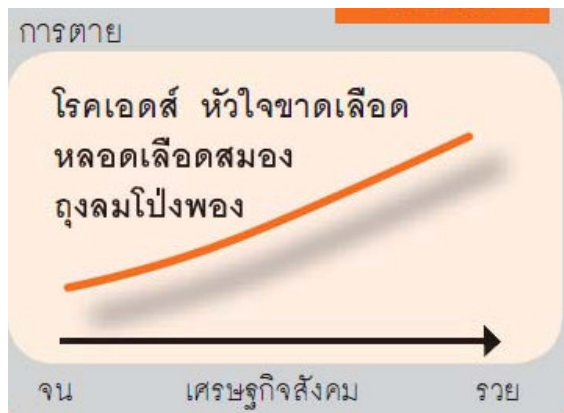 การตาย
โรคเอดส์ หัวใจขาดเลือด
หลอดเลือดสมอง
ถุงลมโป่งพอง
จน เศรษฐกิจสังคม รวย